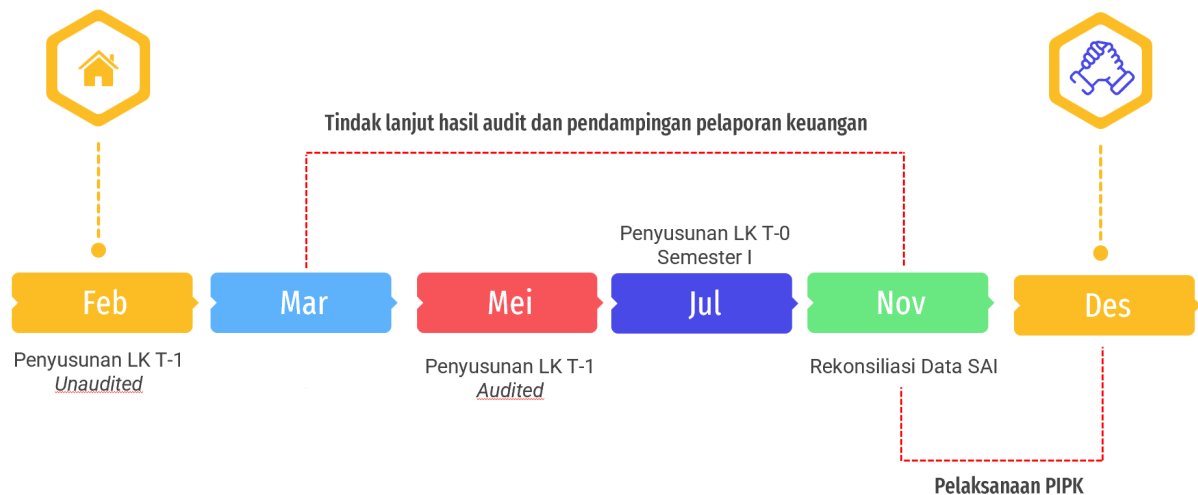 Tindak lanjut hasil audit dan pendampingan pelaporan keuangan
Penyusunan LK T-0
Semester I
Feb
Mar
Mei
Jul
Nov
Des
Penyusunan LK T-1
Unaudited
Penyusunan LK T-1
Audited
Rekonsiliasi Data SAI
Pelaksanaan PIPK